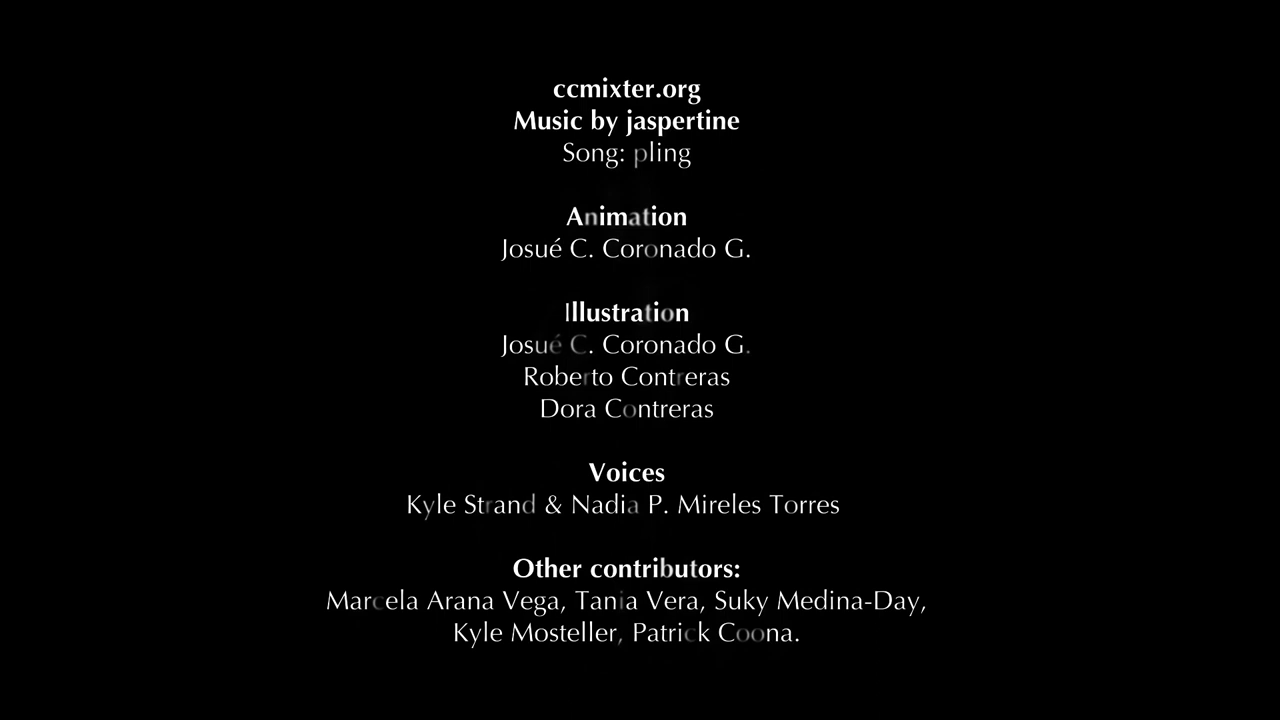 ccmixter.org
Music by jaspertine
Song: pling
Animation
Josué C. Coronado G.
Illustration
Josué C. Coronado G.
Roberto Contreras
Dora Contreras
Voices
Kyle Strand & Nadia P. Mireles Torres
Other contributors:
Marcela Arana Vega, Tania Vera, Suky Medina-Day,
Kyle Mosteller, Patrick Coona.